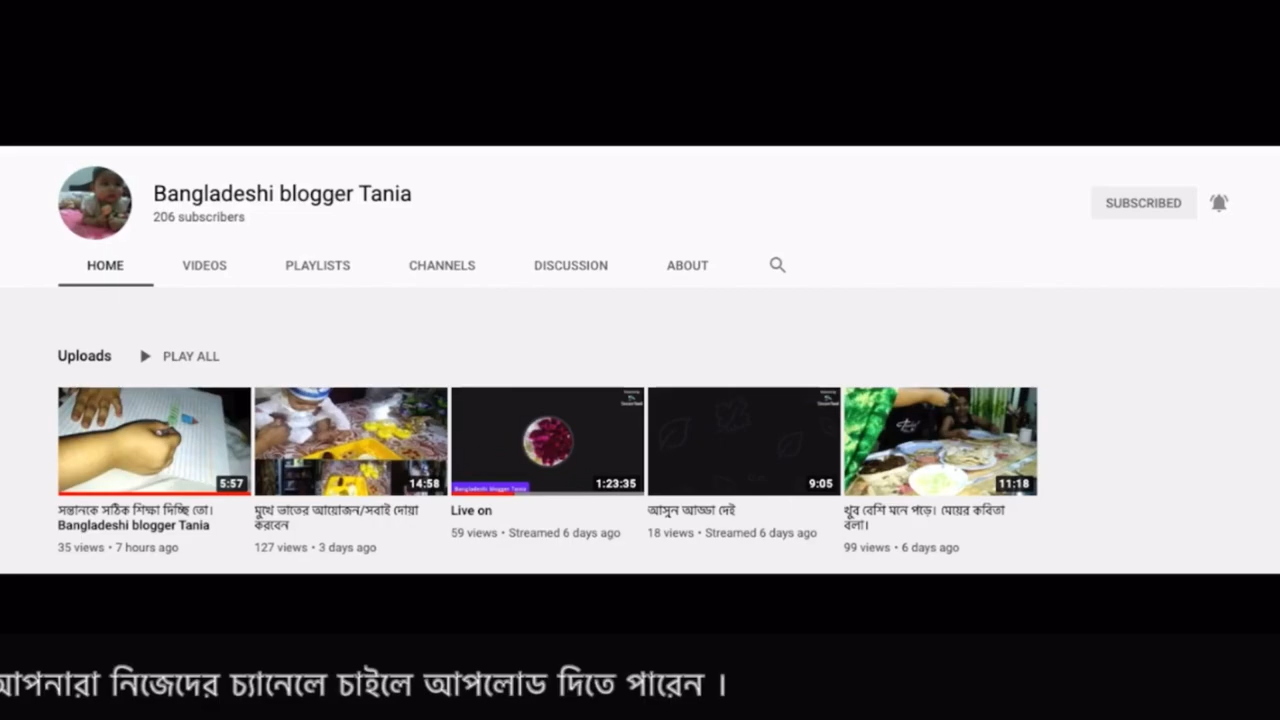 Bangladeshi blogger Tania
206 subscribers
SUBSCRIBED
HOME VIDEOS PLAYLISTS CHANNELS DISCUSSION ABOUT
Uploads PLAY ALL
5:57
14:58
1:23:35
9:05
11:18
Bangladeshi blogger Tania
সন্তানকে সঠিক শিক্ষা দিচ্ছি তো।
Bangladeshi blogger Tania
35 views • 7 hours ago
মুখে ভাতের আয়োজন/সবাই দোয়া
করবেন
127 views • 3 days ago
Live on
59 views • Streamed 6 days ago
আসুন আড্ডা দেই
18 views • Streamed 6 days ago
খুব বেশি মনে পড়ে। মেয়ের কবিতা
বলা।
99 views • 6 days ago
আপনারা নিজেদের চ্যানেলে চাইলে আপলোড দিতে পারেন ।